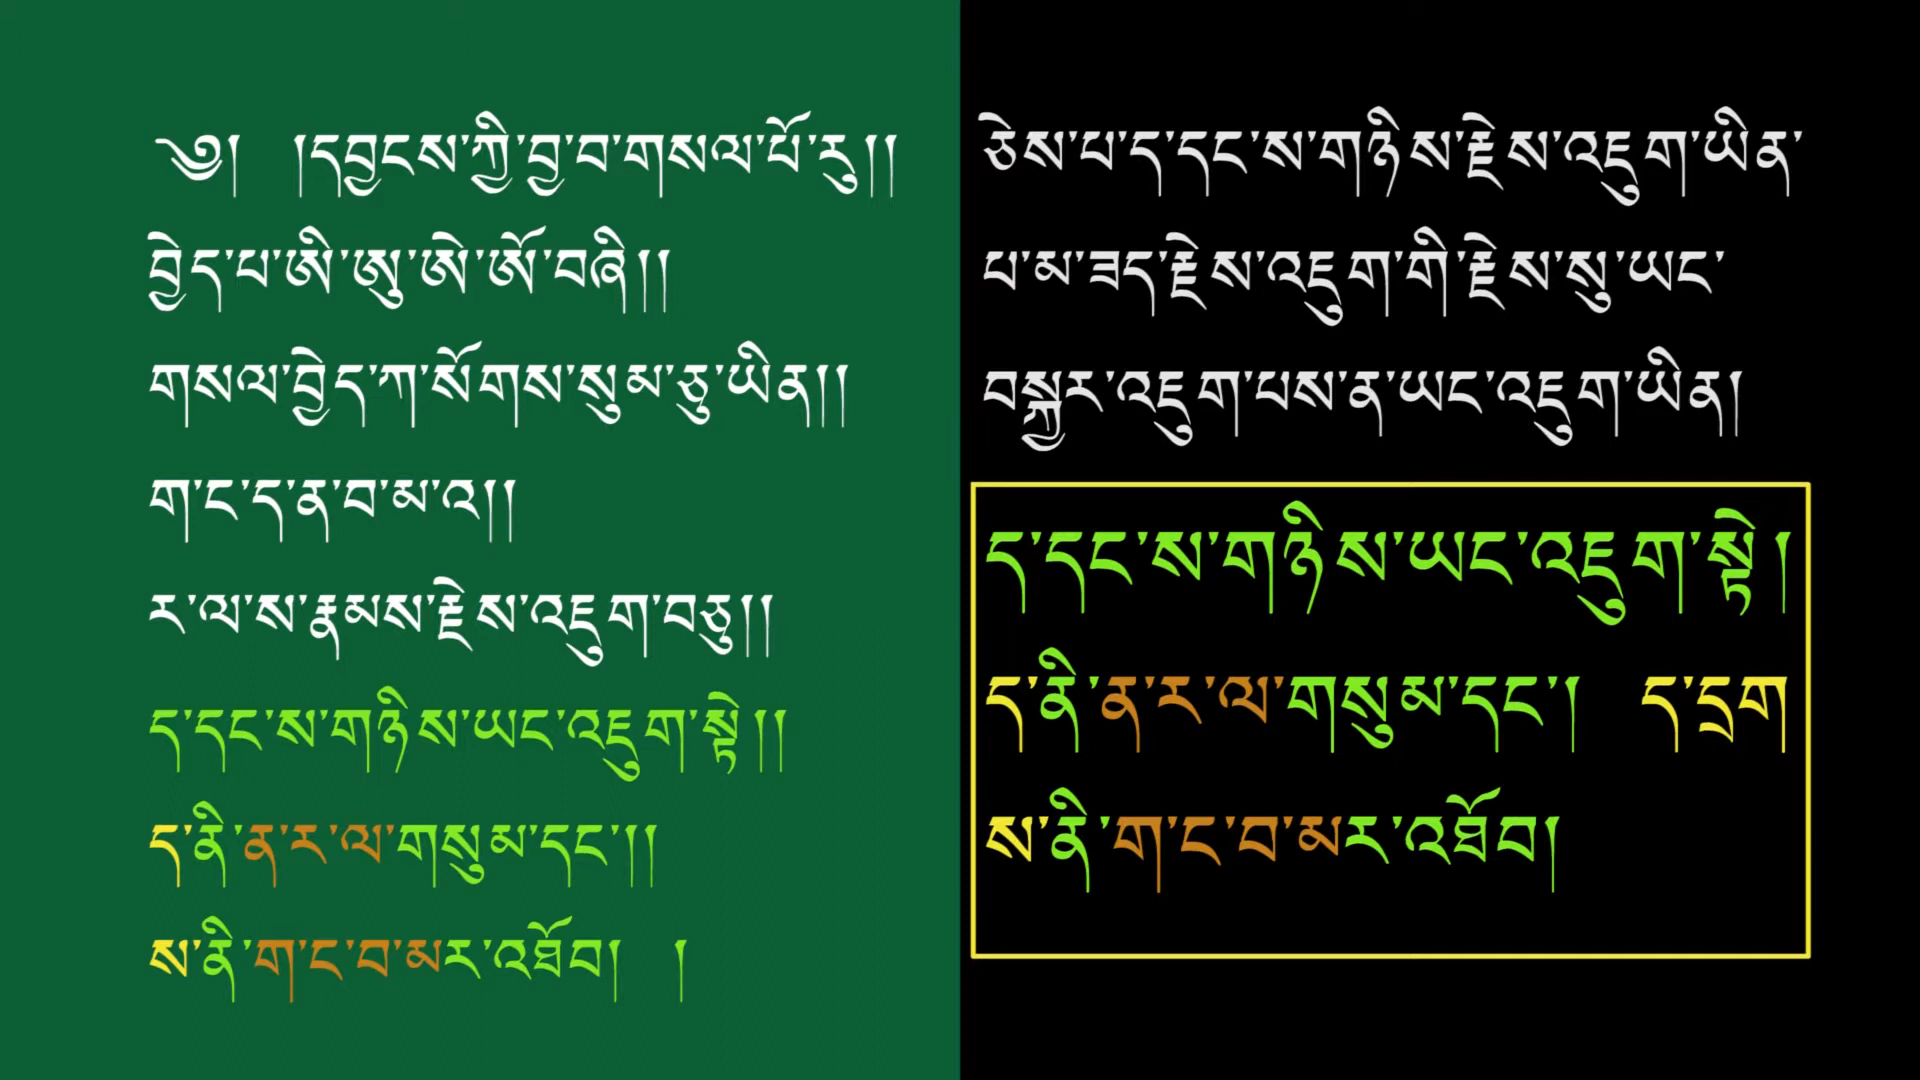 ༄། །དབྱངས་ཀྱི་བྱ་བ་གསལ་པོ་རུ།།
བྱེད་པ་ཨི་ཨུ་ཨེ་ཨོ་བཞི།།
གསལ་བྱེད་ཀ་སོགས་སུམ་ཅུ་ཡིན།།
ག་ང་ད་ན་བ་མ་འ།།
ར་ལ་ས་རྣམས་རྗེས་འཇུག་བཅུ།།
ད་དང་ས་གཉིས་ཡང་འཇུག་སྟེ།།
ད་ནི་ན་ར་ལ་གསུམ་དང་།།
ས་ནི་ག་ང་བ་མར་འཐོབ། །
ཅེས་པ་ད་དང་ས་གཉིས་རྗེས་འཇུག་ཡིན་
པ་མ་ཟད་རྗེས་འཇུག་གི་རྗེས་སུ་ཡང་
བསྐྱར་འཇུག་པས་ན་ཡང་འཇུག་ཡིན།
ད་དང་ས་གཉིས་ཡང་འཇུག་སྟེ།
ད་ནི་ན་ར་ལ་གསུམ་དང་། ད་དྲག
ས་ནི་ག་ང་བ་མར་འཐོབ།